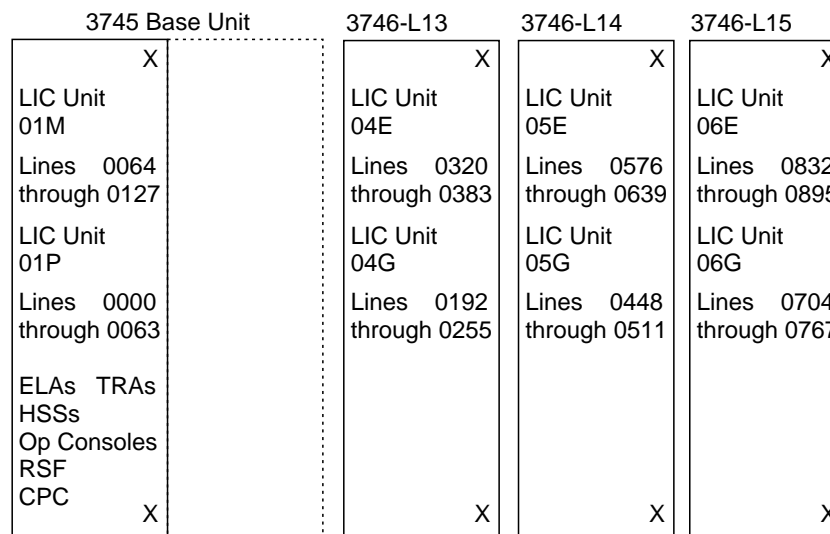 3745 Base Unit
X
LIC Unit
01M
Lines 0064
through 0127
LIC Unit
01P
Lines 0000
through 0063
ELAs TRAs
HSSs
Op Consoles
RSF
CPC
X
3746-L13
X
LIC Unit
04E
Lines 0320
through 0383
LIC Unit
04G
Lines 0192
through 0255
X
3746-L14
X
LIC Unit
05E
Lines 0576
through 0639
LIC Unit
05G
Lines 0448
through 0511
X
3746-L15
X
LIC Unit
06E
Lines 0832
through 0895
LIC Unit
06G
Lines 0704
through 0767
X